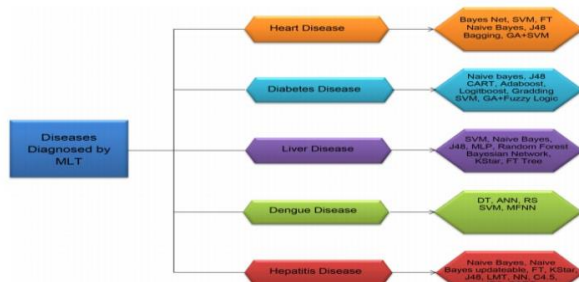 Diseases
Diagnosed by
MLT
Heart Disease
Bayes Net, SVM, FT
Naive Bayes, J48
Bagging, GA+SVM
Diabetes Disease
Naive bayes, J48
CART, Adaboost,
Logitboost, Gradding
SVM, GA+Fuzzy Logic
Liver Disease
SVM, Naive Bayes,
J48, MLP, Random Forest
Bayesian Network,
KStar, FT Tree
Dengue Disease
DT, ANN, RS
SVM, MFNN
Hepatitis Disease
Naive Bayes, Naive
Bayes updateable, FT, KStar,
J48, LMT, NN, C4.5,